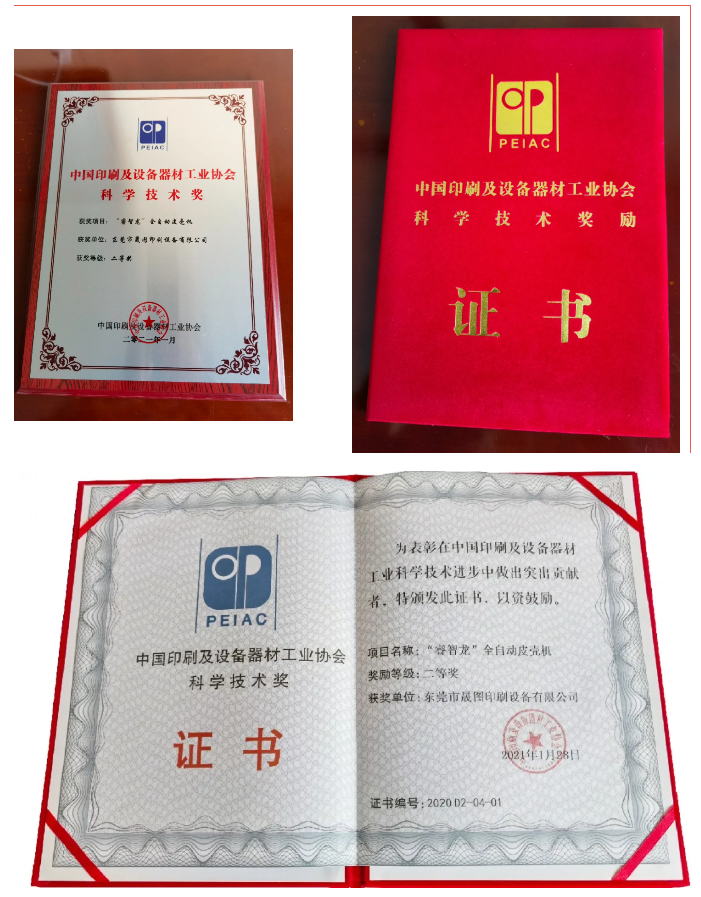 PEIAC
中国印刷及设备器材工业协会
科学技术奖
获奖项目：“睿智龙”全自动皮壳机
获奖单位：东莞市晟图印刷设备有限公司
获奖等级：二等奖
中国印刷及设备器材工业协会
二零二一年一月
PEIAC
中国印刷及设备器材工业协会
科学技术奖励
证书
PEIAC
中国印刷及设备器材工业协会
科学技术奖
证书
为表彰在中国印刷及设备器材
工业科学技术进步中做出突出贡献
者，特颁发此证书，以资鼓励。
项目名称：“睿智龙”全自动皮壳机
奖励等级：二等奖
获奖单位：东莞市晟图印刷设备有限公司
2021年1月28日
证书编号：2020D2-04-01